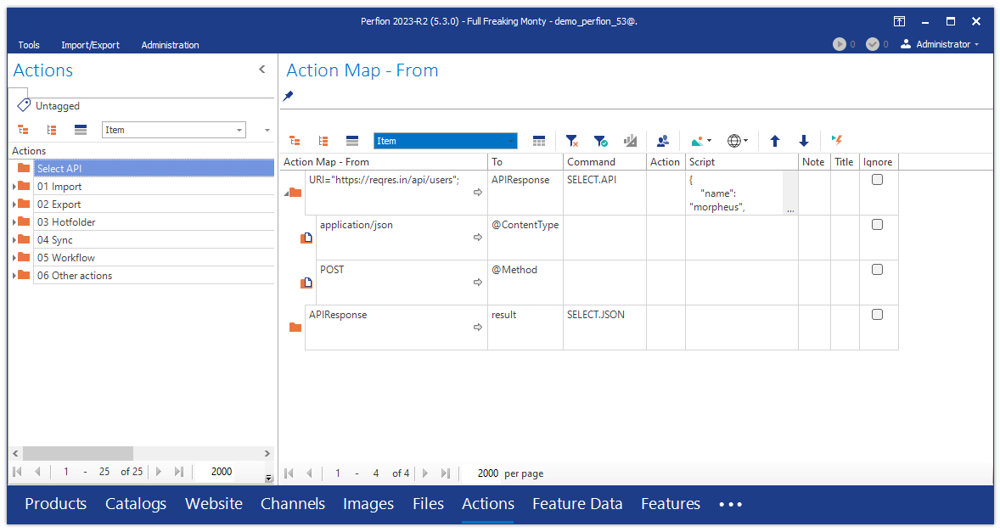 Perfion 2023-R2 (5.3.0) - Full Freaking Monty - demo_perfion_53@.
Tools Import/Export Administration
0 0 Administrator
Actions
Untagged
Item
Actions
Select API
01 Import
02 Export
03 Hotfolder
04 Sync
05 Workflow
06 Other actions
1 - 25 of 25 2000
Action Map - From
Item
Action Map - From To Command Action Script Note Title Ignore
URI="https://reqres.in/api/users"; APIResponse SELECT.API {
"name":
"morpheus",
...
application/json @ContentType
POST @Method
APIResponse result SELECT.JSON
1 - 4 of 4 2000 per page
Products Catalogs Website Channels Images Files Actions Feature Data Features